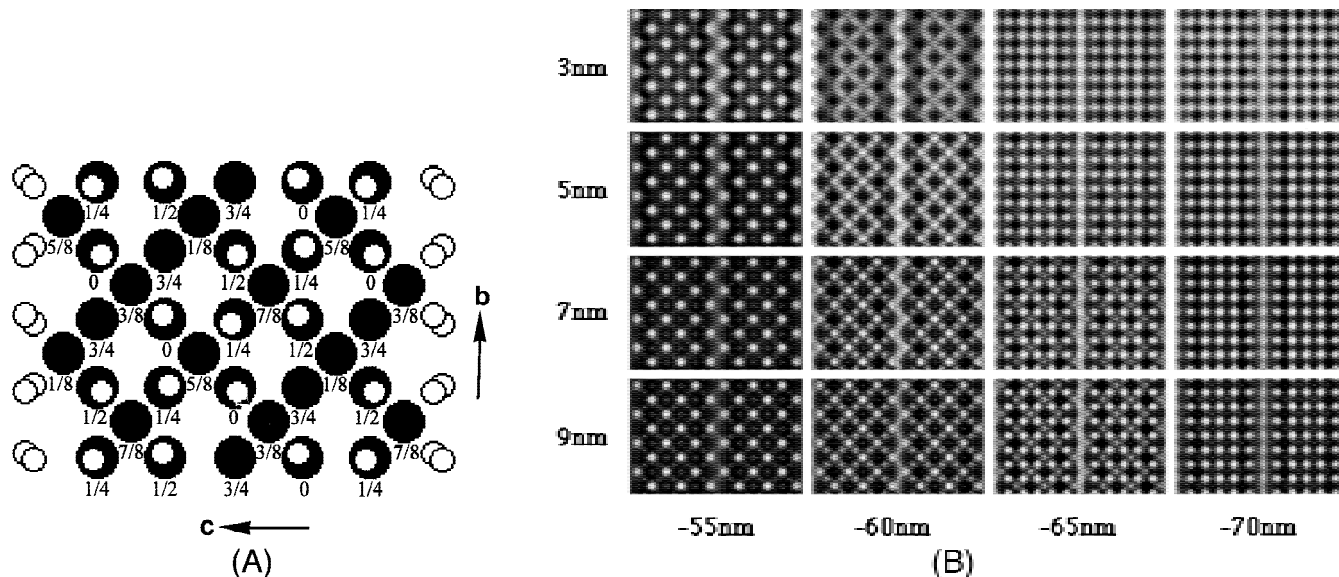 1/4 1/2 3/4 0 1/4
5/8 1/8 5/8
0 3/4 1/2 1/4 0
3/8 7/8 3/8
b
3/4 0 1/4 1/2 3/4
1/8 5/8 1/8
1/2 1/4 0 3/4 1/2
7/8 3/8 7/8
1/4 1/2 3/4 0 1/4
c
(A)
3nm
5nm
7nm
9nm
-55nm -60nm -65nm -70nm
(B)